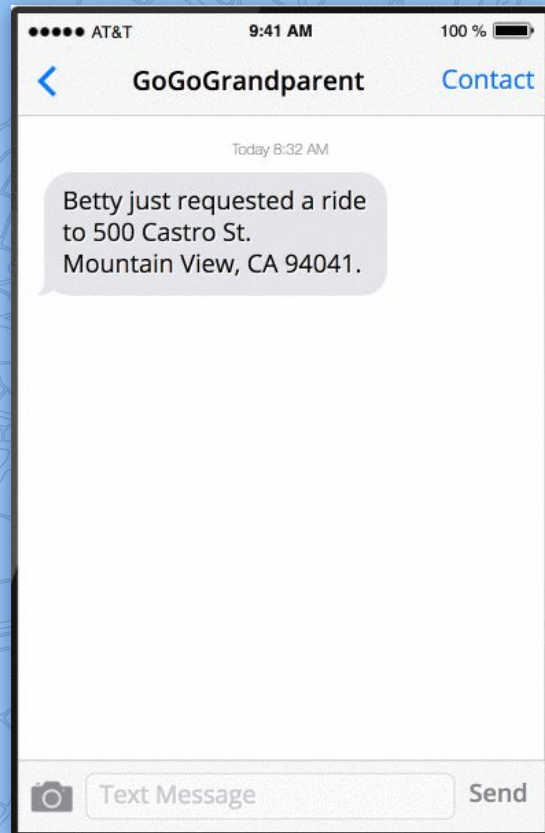 AT&T 9:41 AM 100 %
GoGoGrandparent Contact
Today 8:32 AM
Betty just requested a ride
to 500 Castro St.
Mountain View, CA 94041.
Text Message Send